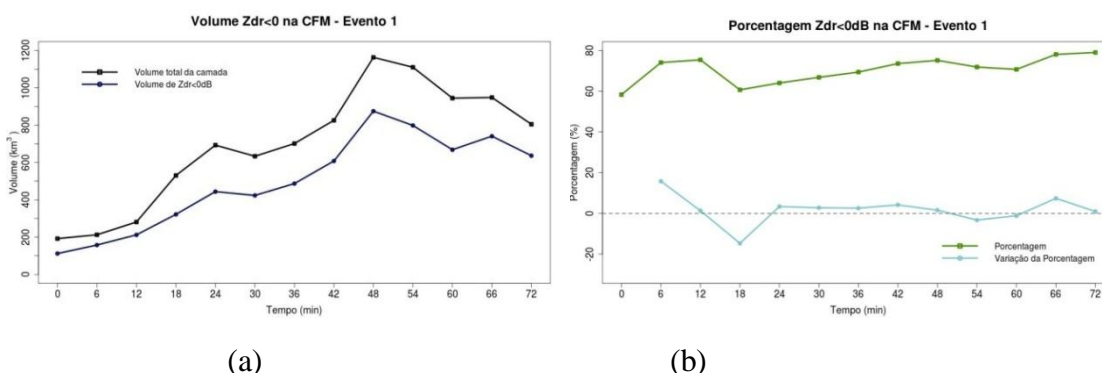 Volume Zdr<0 na CFM - Evento 1
Volume (km³)
1200
1000
800
600
400
200
0
Volume total da camada
Volume de Zdr<0dB
0 6 12 18 24 30 36 42 48 54 60 66 72
Tempo (min)
(a)
Porcentagem Zdr<0dB na CFM - Evento 1
Porcentagem (%)
80
60
40
20
0
-20
Porcentagem
Variação da Porcentagem
0 6 12 18 24 30 36 42 48 54 60 66 72
Tempo (min)
(b)